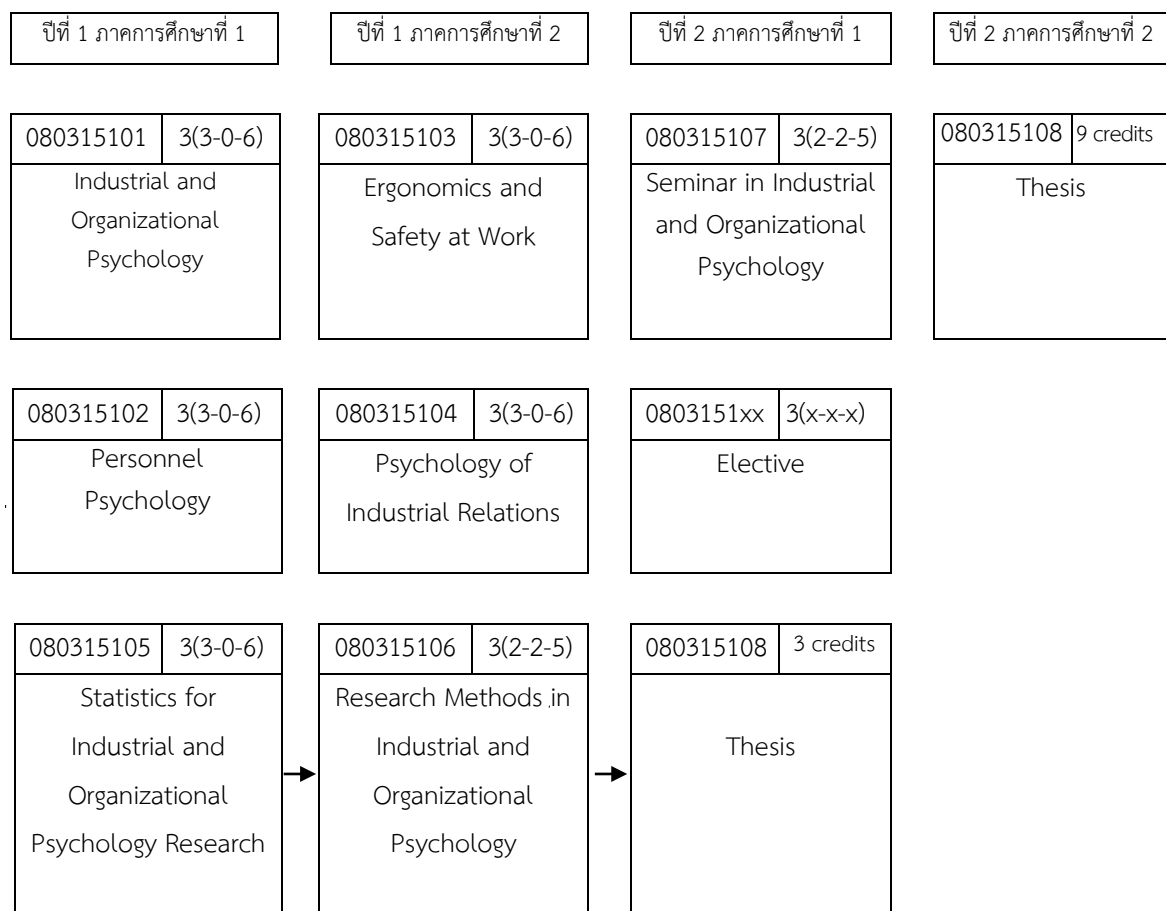 ปีที่ 1 ภาคการศึกษาที่ 1
ปีที่ 1 ภาคการศึกษาที่ 2
ปีที่ 2 ภาคการศึกษาที่ 1
ปีที่ 2 ภาคการศึกษาที่ 2
080315101 3(3-0-6)
Industrial and
Organizational
Psychology
080315103 3(3-0-6)
Ergonomics and
Safety at Work
080315107 3(2-2-5)
Seminar in Industrial
and Organizational
Psychology
080315108 9 credits
Thesis
080315102 3(3-0-6)
Personnel
Psychology
080315104 3(3-0-6)
Psychology of
Industrial Relations
0803151xx 3(x-x-x)
Elective
080315105 3(3-0-6)
Statistics for
Industrial and
Organizational
Psychology Research
080315106 3(2-2-5)
Research Methods in
Industrial and
Organizational
Psychology
080315108 3 credits
Thesis